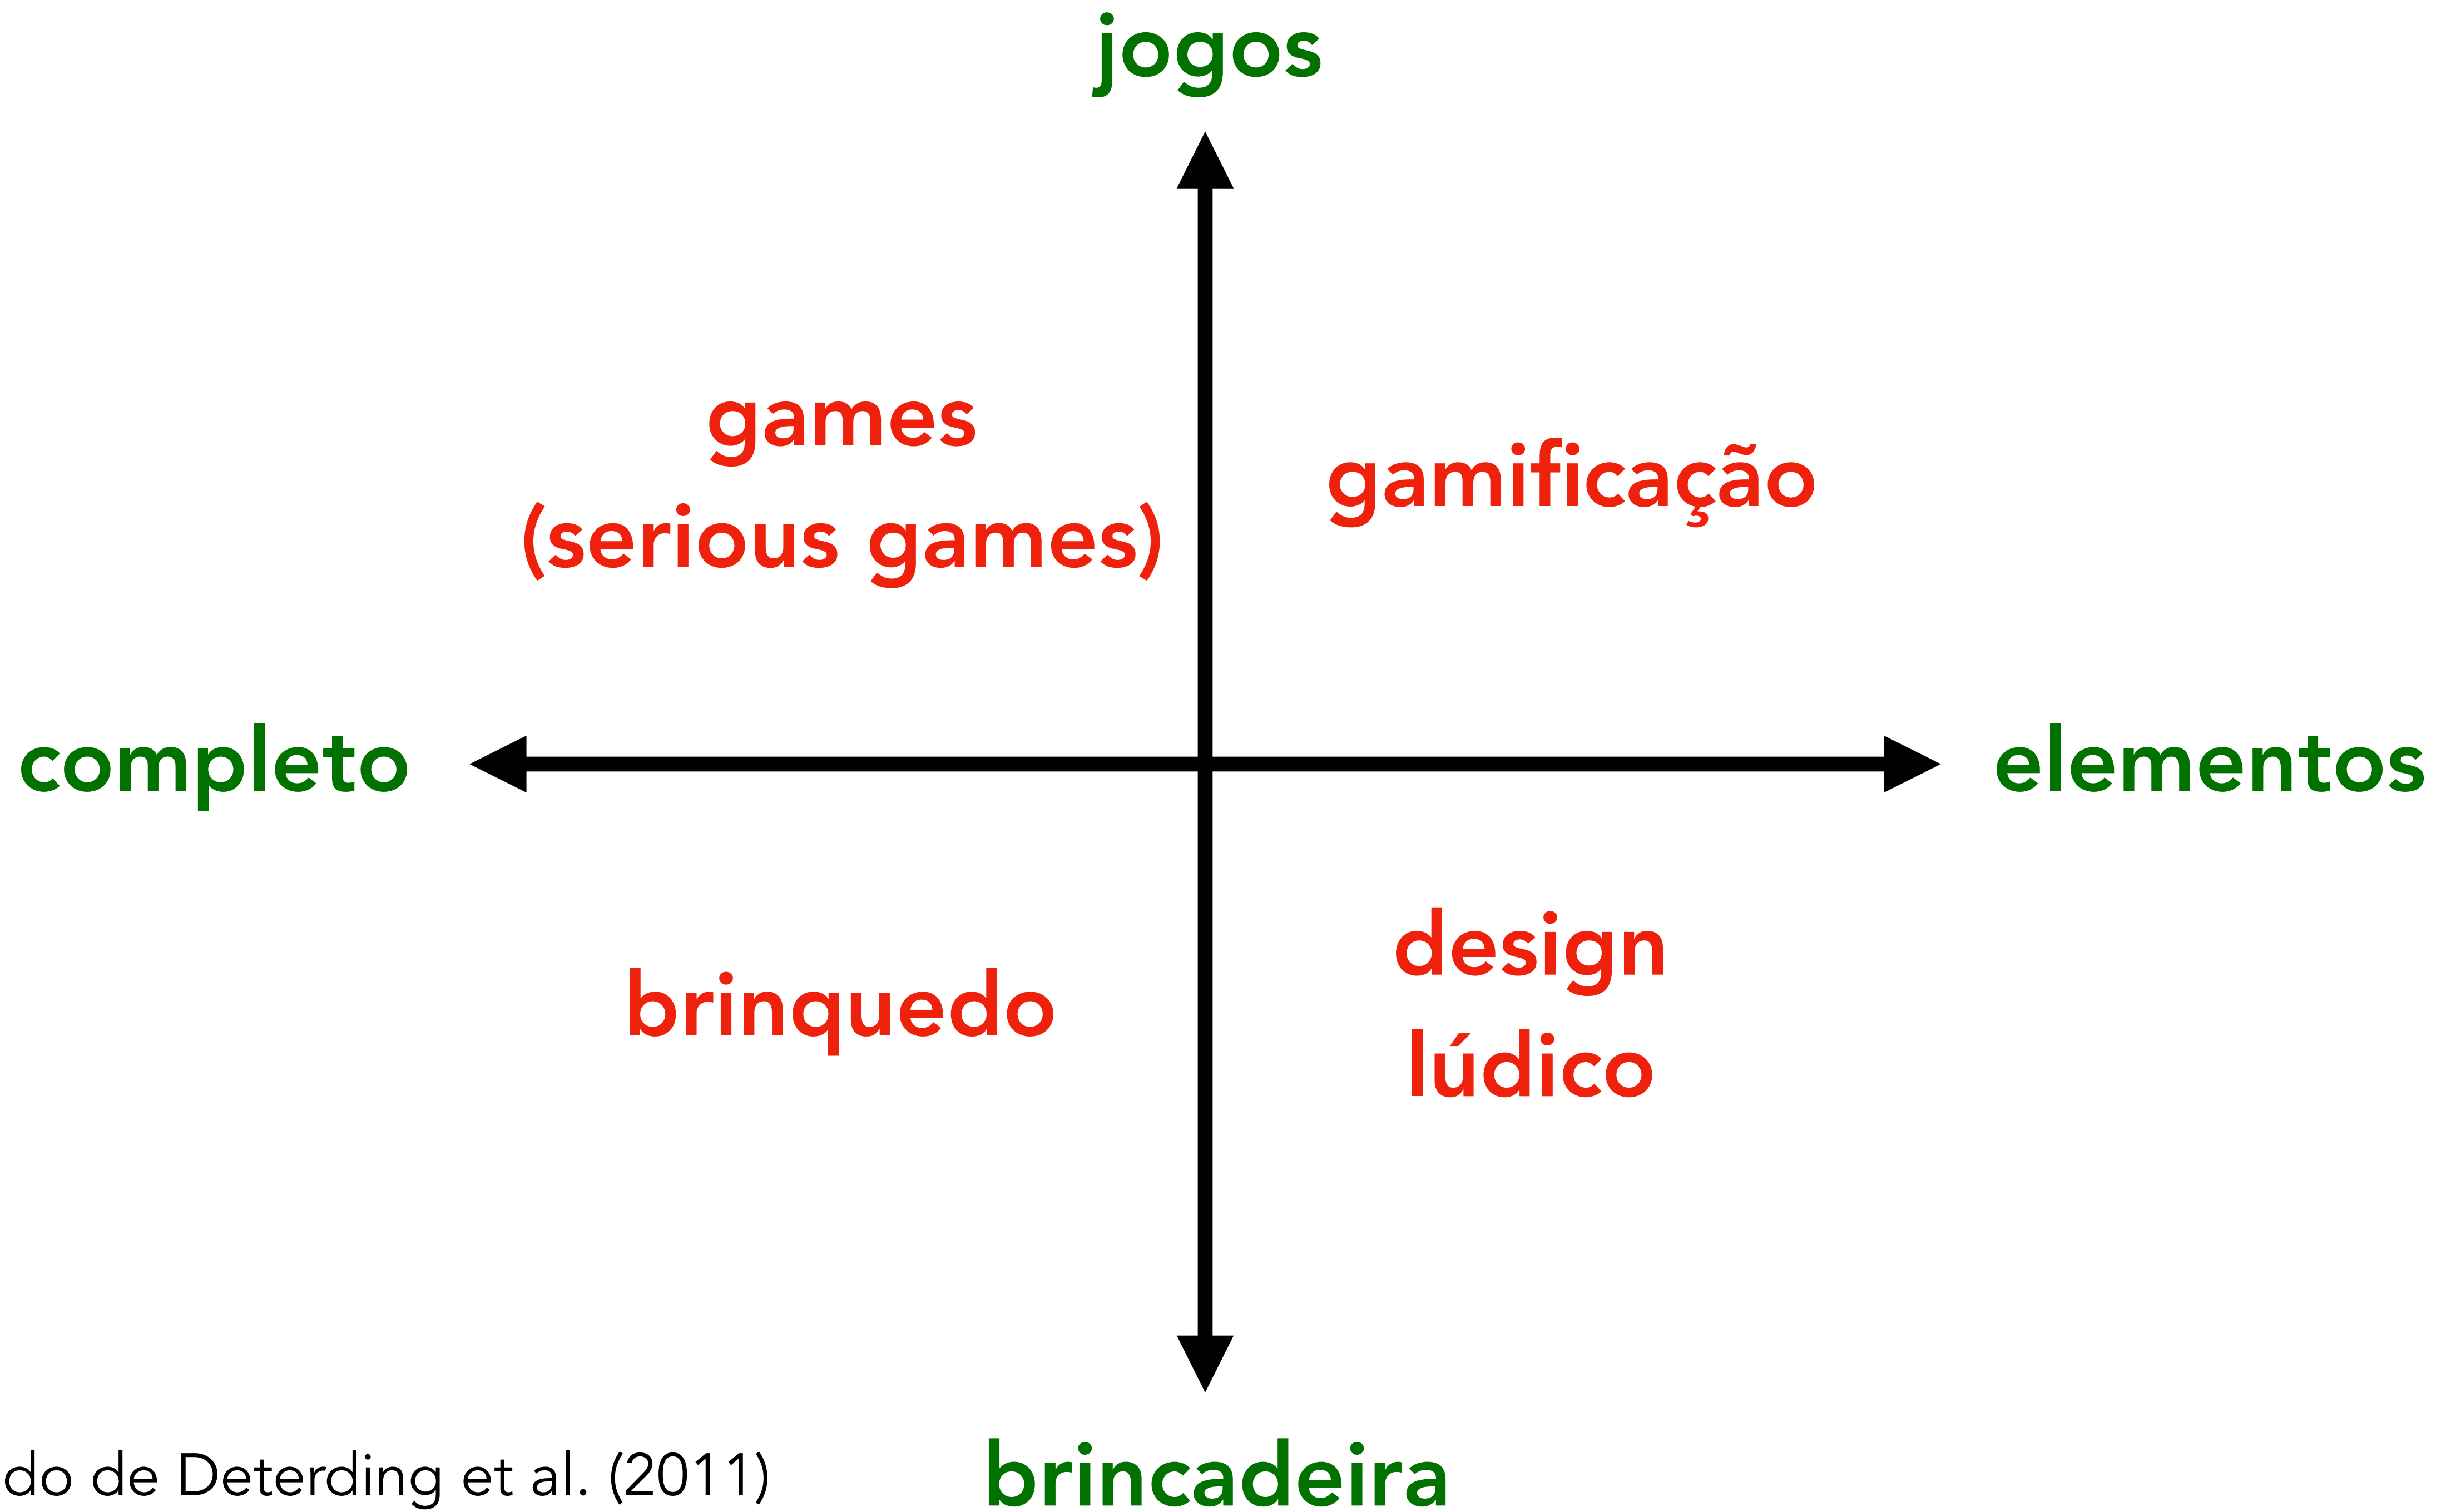 jogos
games
(serious games)
gamificação
completo
elementos
brinquedo
design
lúdico
do de Deterding et al. (2011)
brincadeira